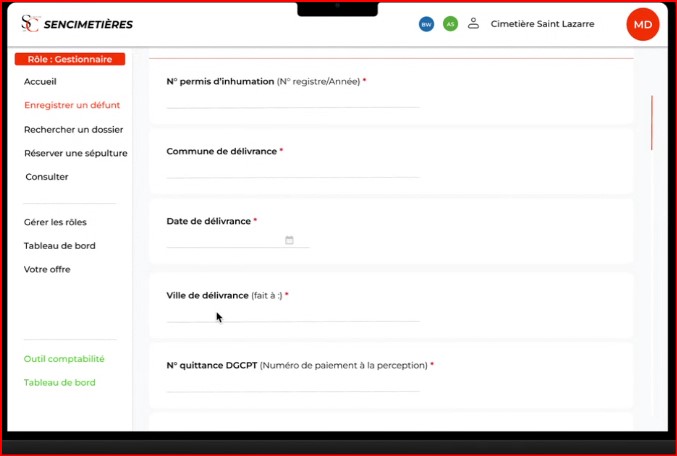 SC SENCIMETIÈRES
BW AS Cimetière Saint Lazarre MD
Rôle : Gestionnaire
Accueil
Enregistrer un défunt
Rechercher un dossier
Réserver une sépulture
Consulter
Gérer les rôles
Tableau de bord
Votre offre
Outil comptabilité
Tableau de bord
N° permis d'inhumation (N° registre/Année) *
Commune de délivrance *
Date de délivrance *
Ville de délivrance (fait à :) *
N° quittance DGCPT (Numéro de paiement à la perception) *